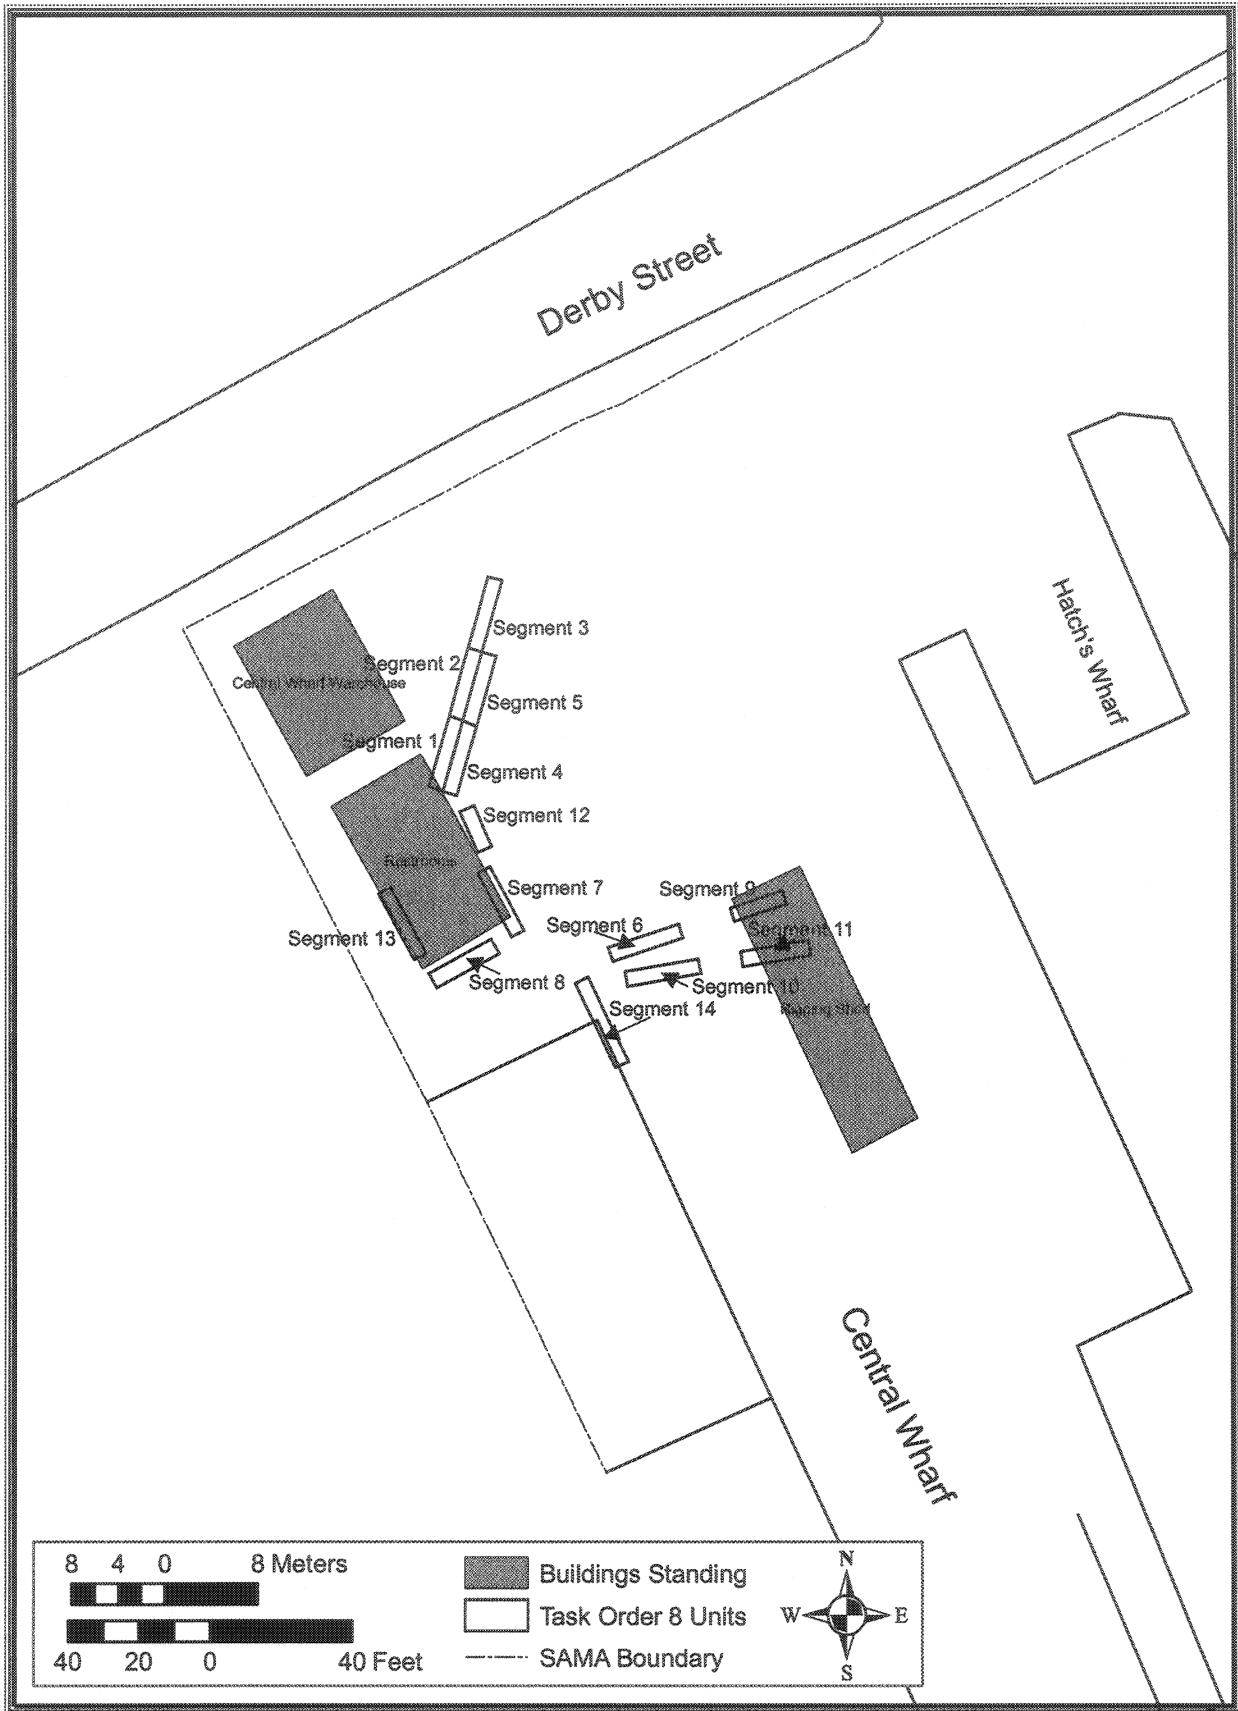 Derby Street
Hatch's Wharf
Segment 3
Segment 2
Central Wharf Warehouse
Segment 5
Segment 1
Segment 4
Segment 12
Segment 7
Segment 9
Segment 6
Segment 11
Segment 13
Segment 8
Segment 10
Segment 14
Rigging Shed
Central Wharf
8 4 0 8 Meters
40 20 0 40 Feet
Buildings Standing
Task Order 8 Units
SAMA Boundary
N
W E
S